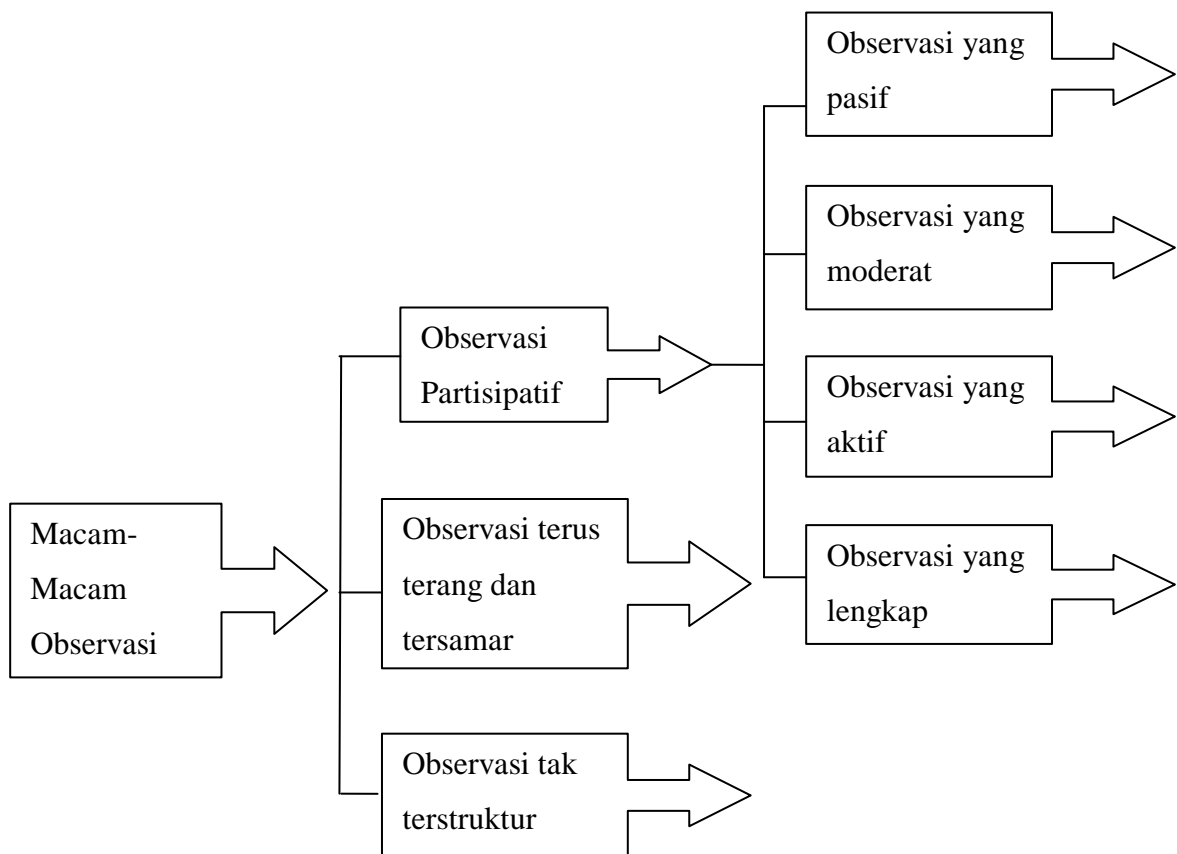 Observasi yang
pasif
Observasi yang
moderat
Observasi
Partisipatif
Observasi yang
aktif
Macam-
Macam
Observasi
Observasi terus
terang dan
tersamar
Observasi yang
lengkap
Observasi tak
terstruktur